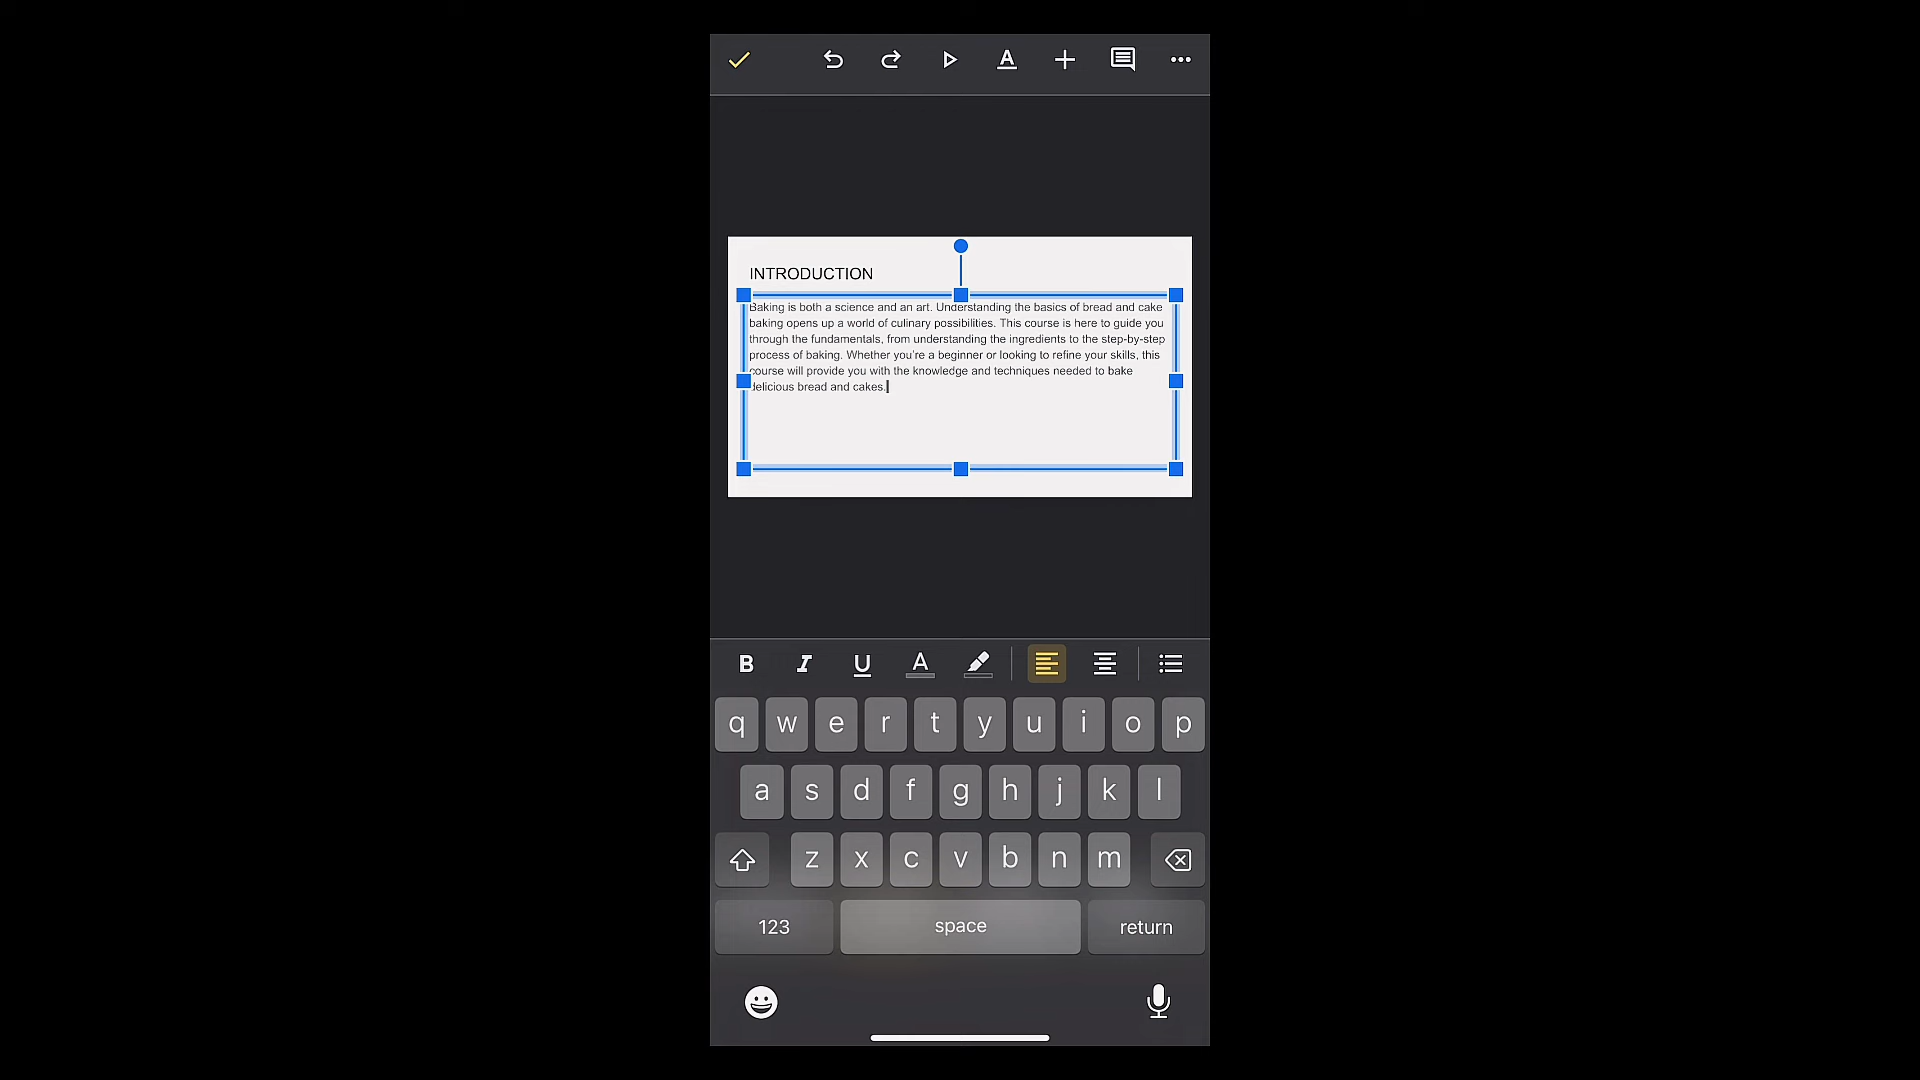 INTRODUCTION
Baking is both a science and an art. Understanding the basics of bread and cake
baking opens up a world of culinary possibilities. This course is here to guide you
through the fundamentals, from understanding the ingredients to the step-by-step
process of baking. Whether you're a beginner or looking to refine your skills, this
course will provide you with the knowledge and techniques needed to bake
delicious bread and cakes.
B I U A
q w e r t y u i o p
a s d f g h j k l
z x c v b n m
123 space return